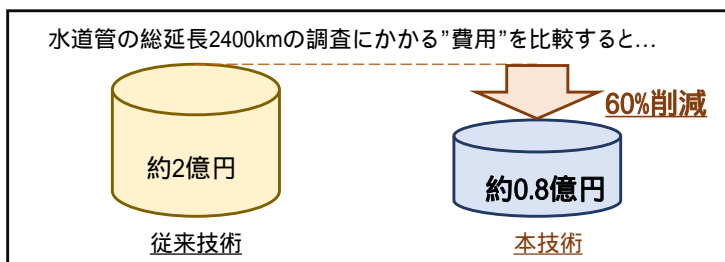 水道管の総延長2400kmの調査にかかる”費用”を比較すると…
60%削減
約2億円
約0.8億円
従来技術
本技術